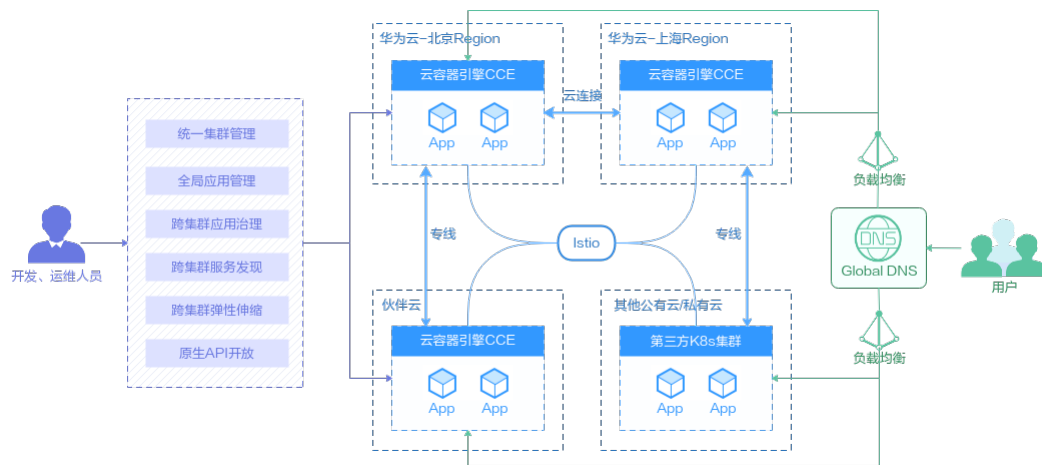 华为云-北京Region
华为云-上海Region
云容器引擎CCE
云容器引擎CCE
云连接
App
App
App
App
统一集群管理
全局应用管理
跨集群应用治理
跨集群服务发现
跨集群弹性伸缩
原生API开放
开发、运维人员
专线
Istio
专线
负载均衡
DNS
Global DNS
用户
伙伴云
其他公有云/私有云
云容器引擎CCE
第三方K8s集群
负载均衡
App
App
App
App